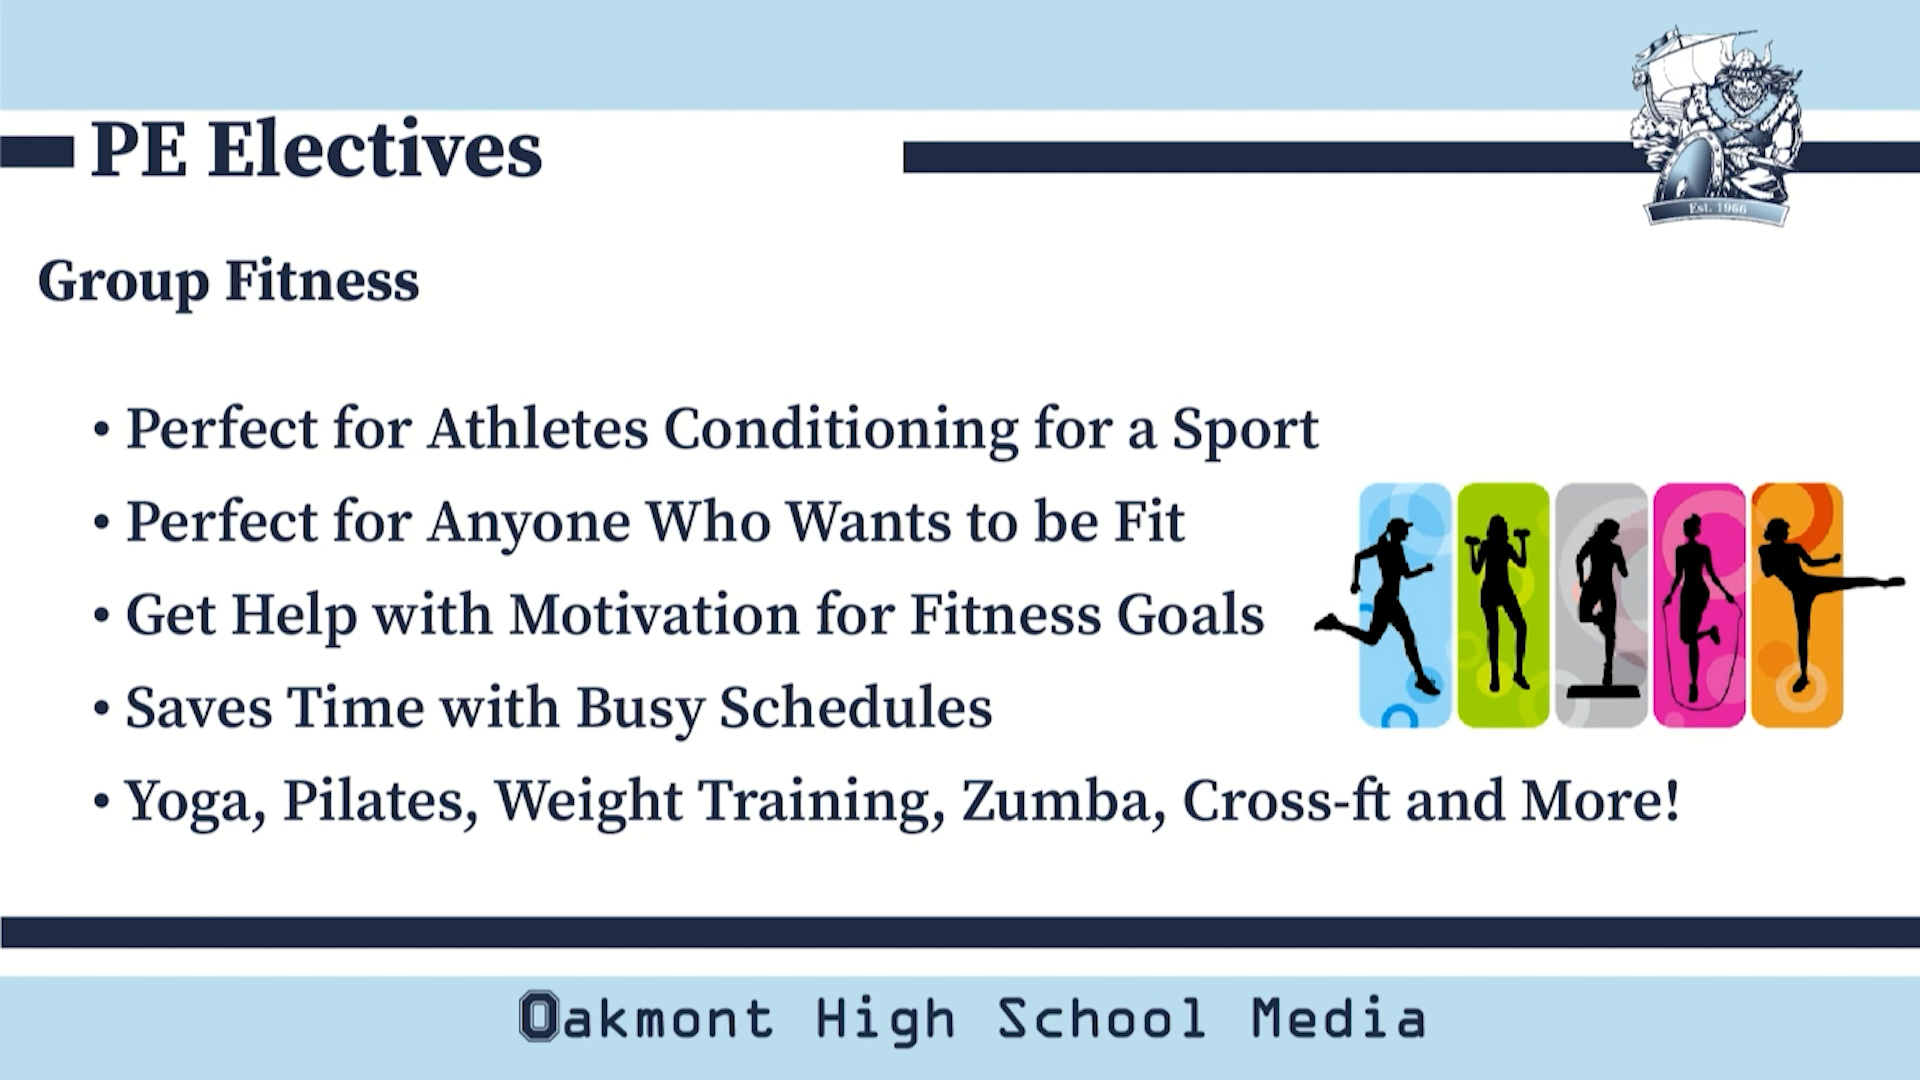 PE Electives
Est. 1966
Group Fitness
• Perfect for Athletes Conditioning for a Sport
• Perfect for Anyone Who Wants to be Fit
• Get Help with Motivation for Fitness Goals
• Saves Time with Busy Schedules
• Yoga, Pilates, Weight Training, Zumba, Cross-ft and More!
Oakmont High School Media